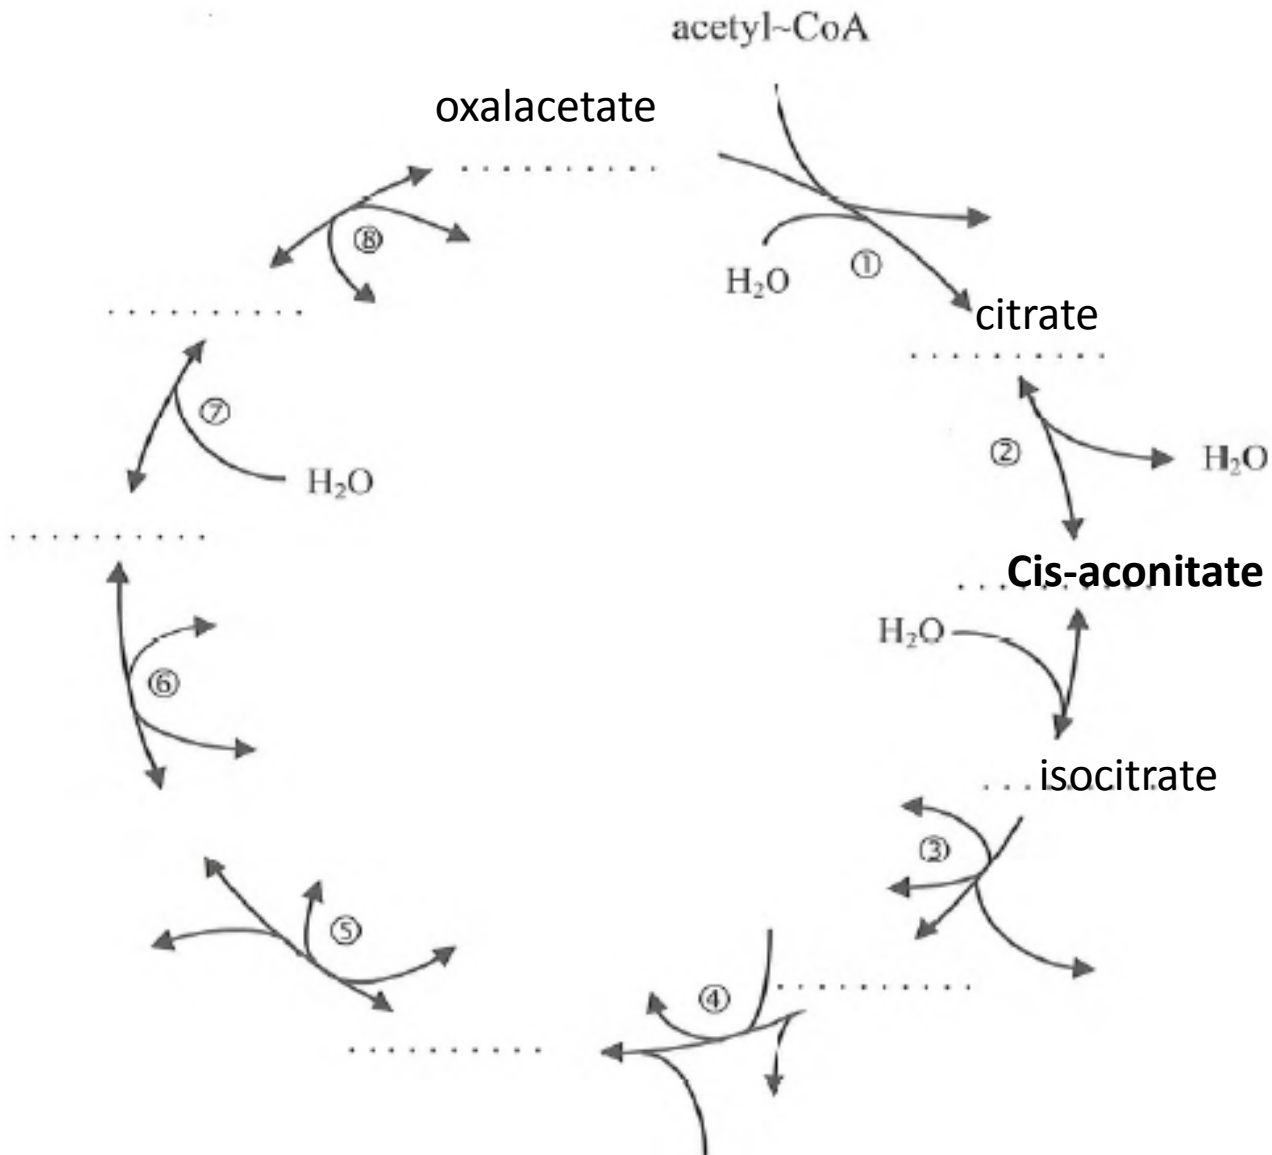 acetyl~CoA
oxalacetate
⑧
H₂O
①
citrate
⑦
②
H₂O
H₂O
Cis-aconitate
H₂O
⑥
isocitrate
③
⑤
④